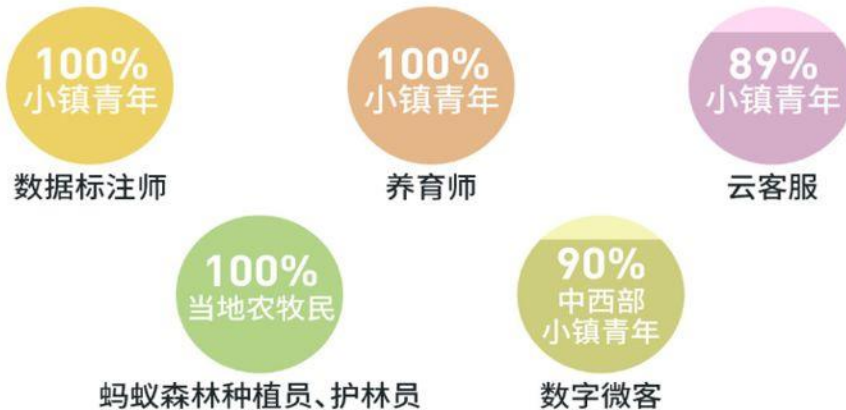 100%
小镇青年
数据标注师
100%
小镇青年
养育师
89%
小镇青年
云客服
100%
当地农牧民
蚂蚁森林种植员、护林员
90%
中西部
小镇青年
数字微客